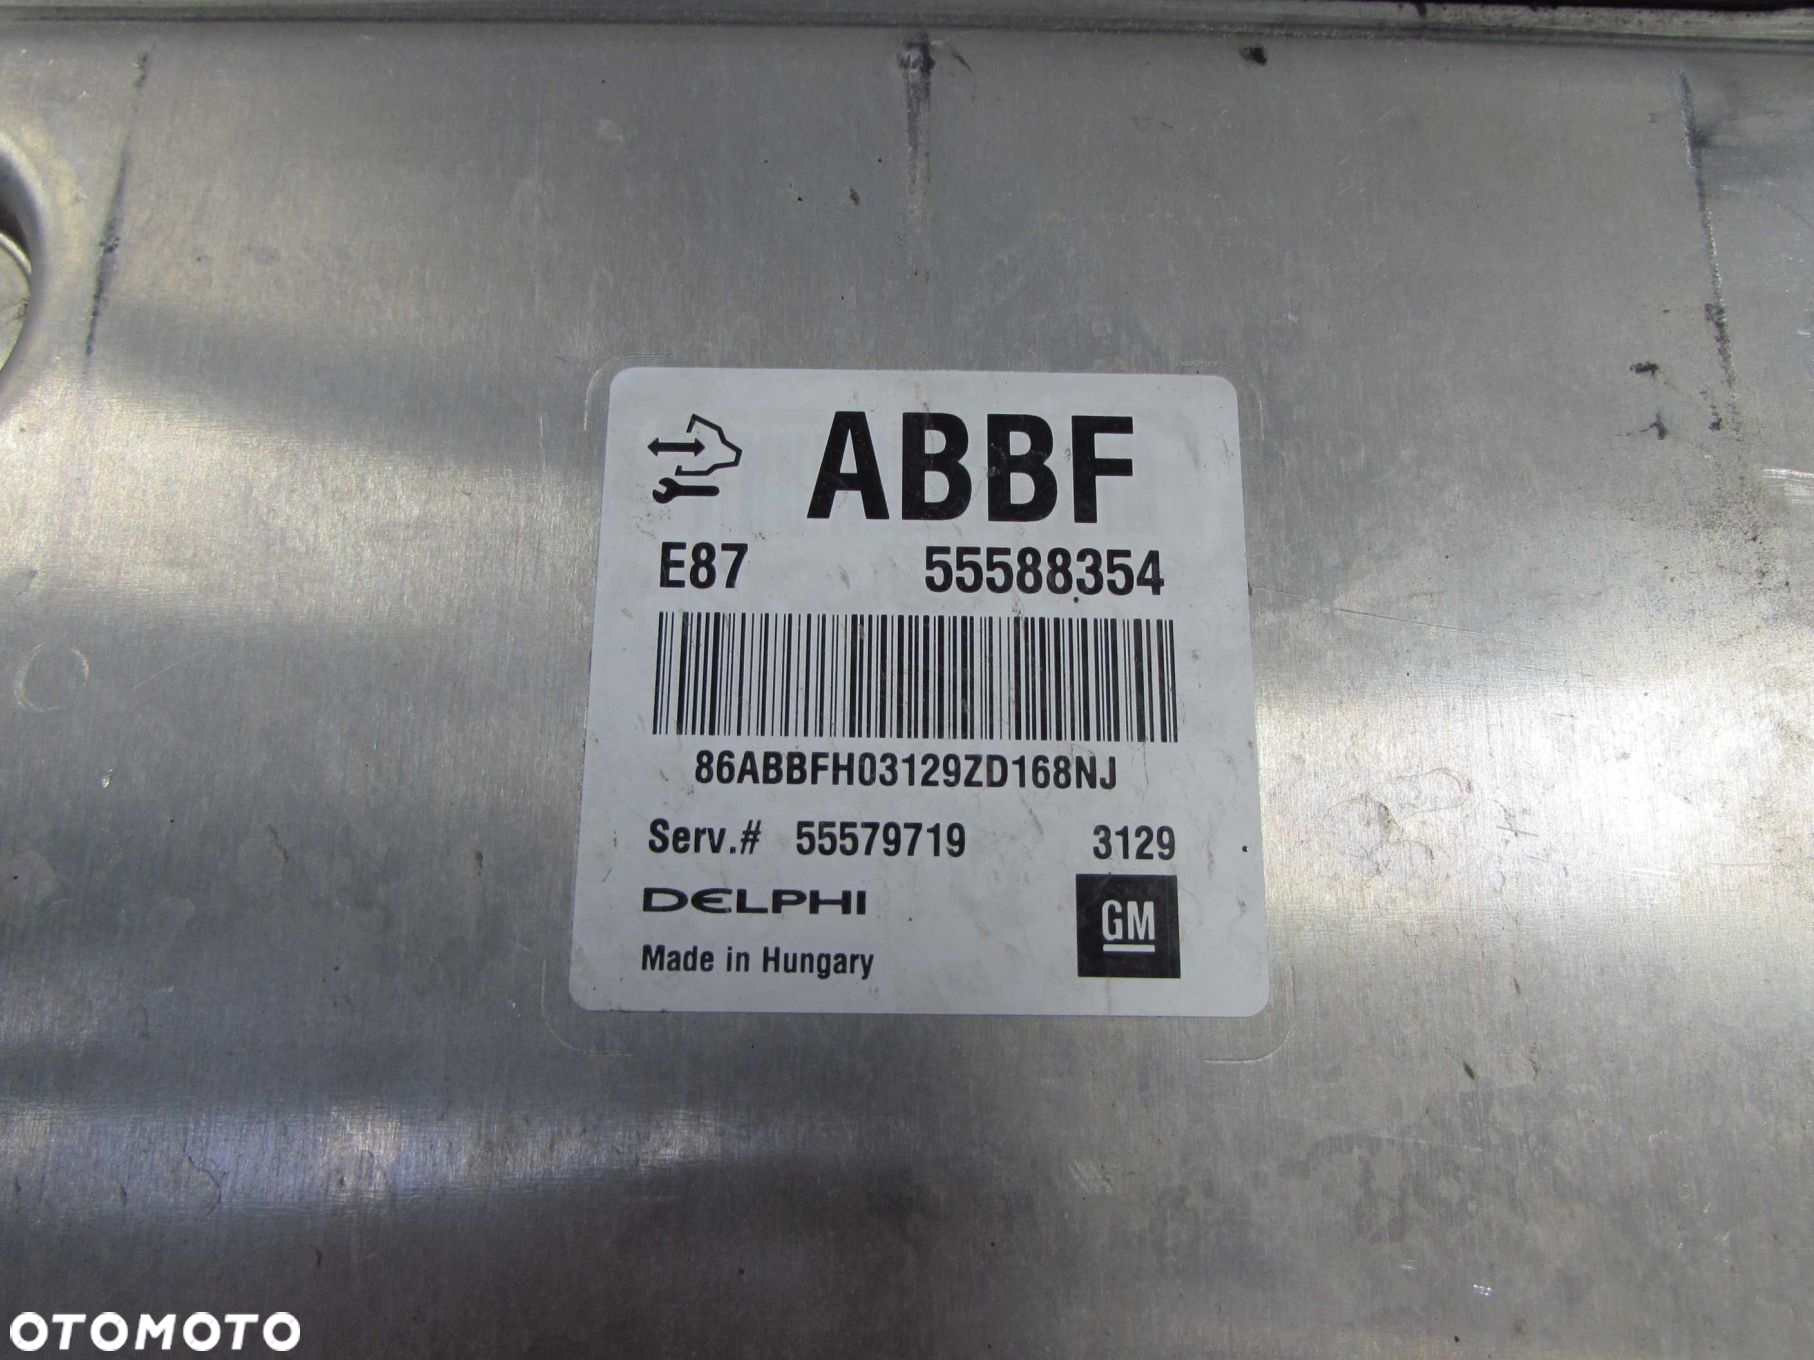 ABBF
E87 55588354
86ABBFH03129ZD168NJ
Serv.# 55579719 3129
DELPHI
GM
Made in Hungary
OTOMOTO